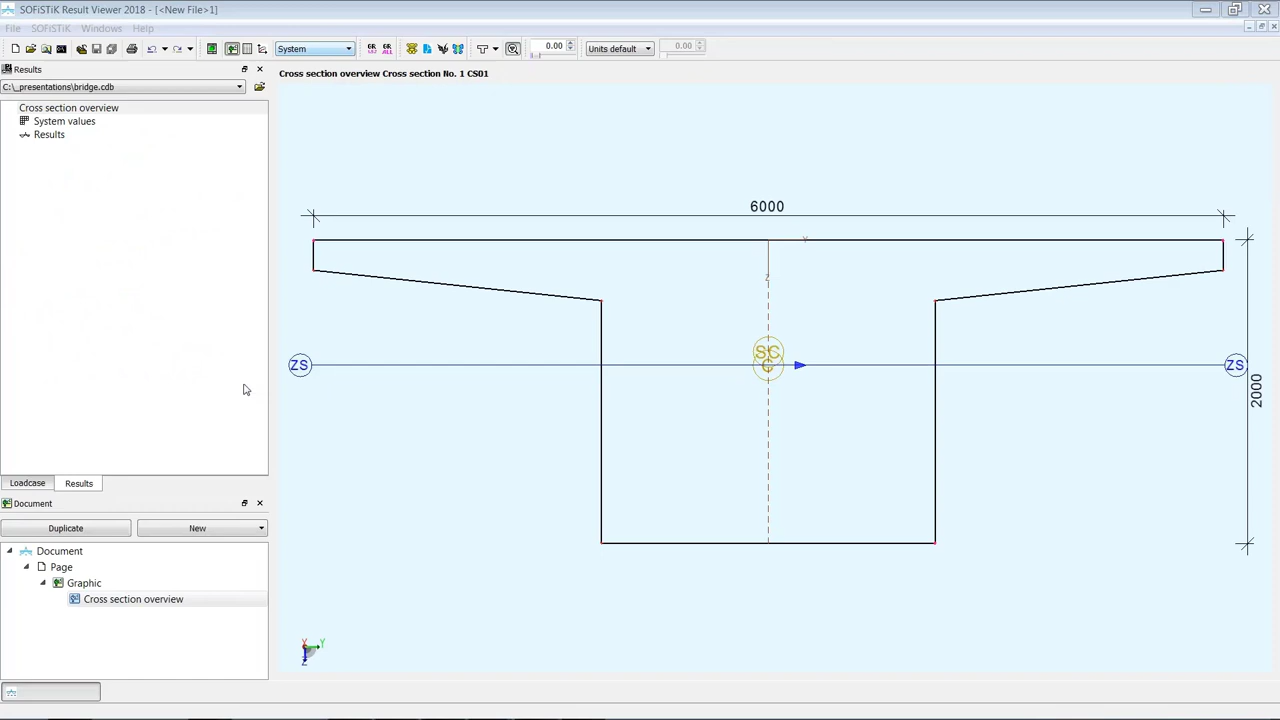 SOFiSTiK Result Viewer 2018 - [<New File>1]
File SOFiSTiK Windows Help
System
0.00
Units default
0.00
Results
C:\_presentations\bridge.cdb
Cross section overview
System values
Results
Loadcase Results
Document
Duplicate New
Document
Page
Graphic
Cross section overview
Cross section overview Cross section No. 1 CS01
6000
Y
Z
SC
G
ZS
ZS
2000
X
Y
Z